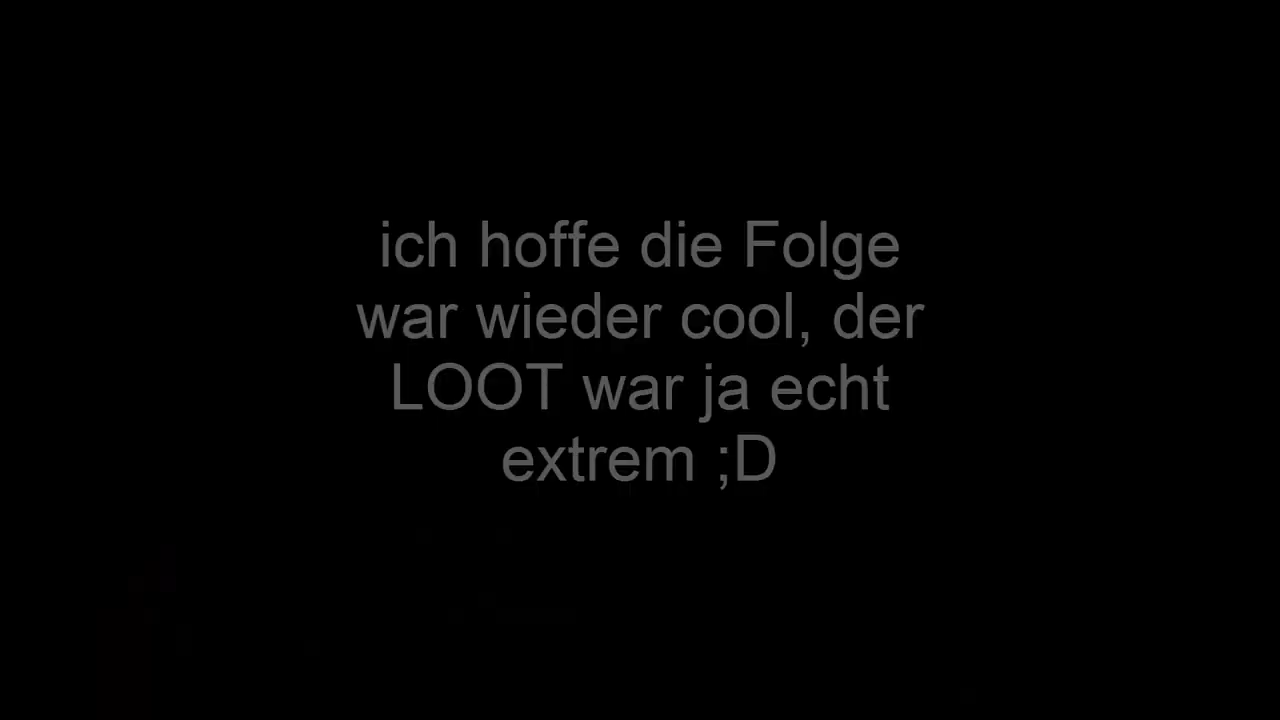 ich hoffe die Folge
war wieder cool, der
LOOT war ja echt
extrem ;D